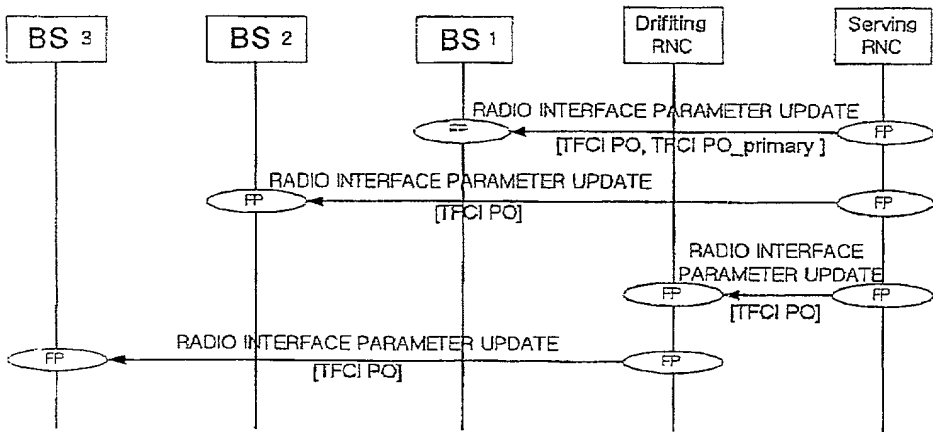 BS 3
BS 2
BS 1
Drifiting
RNC
Serving
RNC
RADIO INTERFACE PARAMETER UPDATE
FP
FP
[TFCI PO, TFCI PO_primary ]
RADIO INTERFACE PARAMETER UPDATE
FP
FP
[TFCI PO]
RADIO INTERFACE
PARAMETER UPDATE
FP
FP
[TFCI PO]
RADIO INTERFACE PARAMETER UPDATE
FP
FP
[TFCI PO]